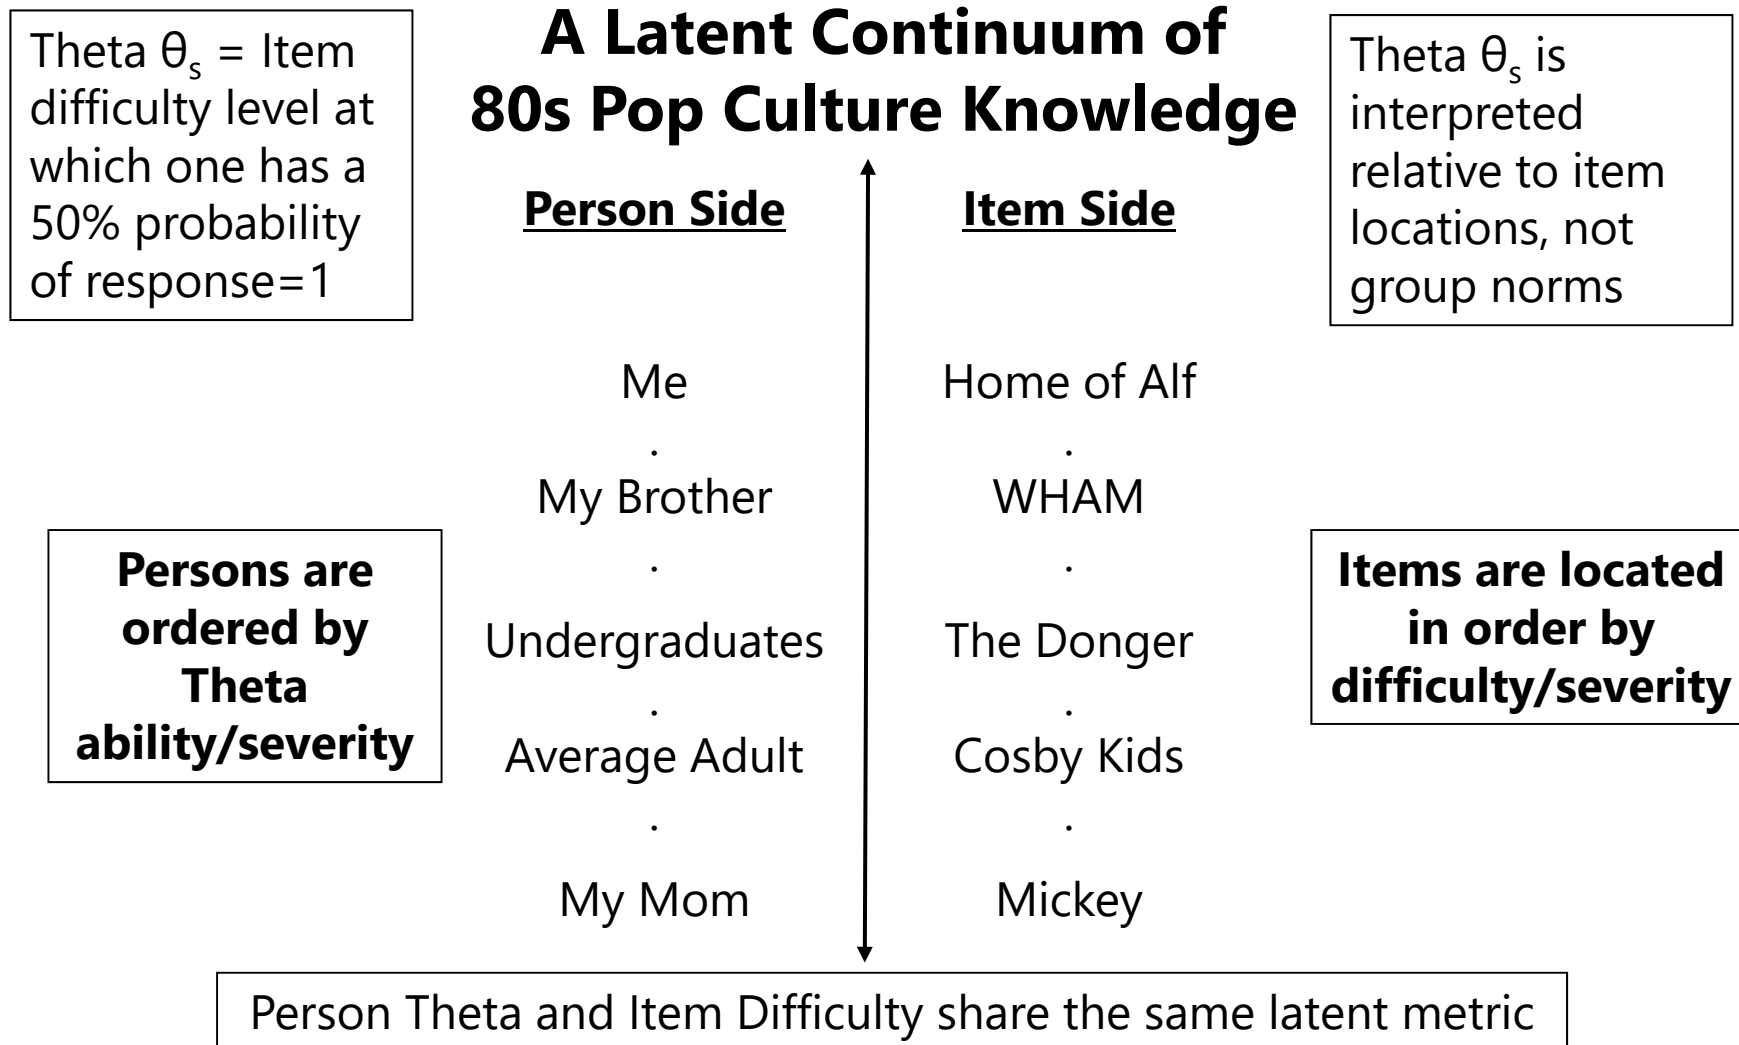 A Latent Continuum of
80s Pop Culture Knowledge
Theta θs = Item
difficulty level at
which one has a
50% probability
of response=1
Theta θs is
interpreted
relative to item
locations, not
group norms
Person Side
Item Side
Me
.
My Brother
.
Undergraduates
.
Average Adult
.
My Mom
Home of Alf
.
WHAM
.
The Donger
.
Cosby Kids
.
Mickey
Persons are
ordered by
Theta
ability/severity
Items are located
in order by
difficulty/severity
Person Theta and Item Difficulty share the same latent metric